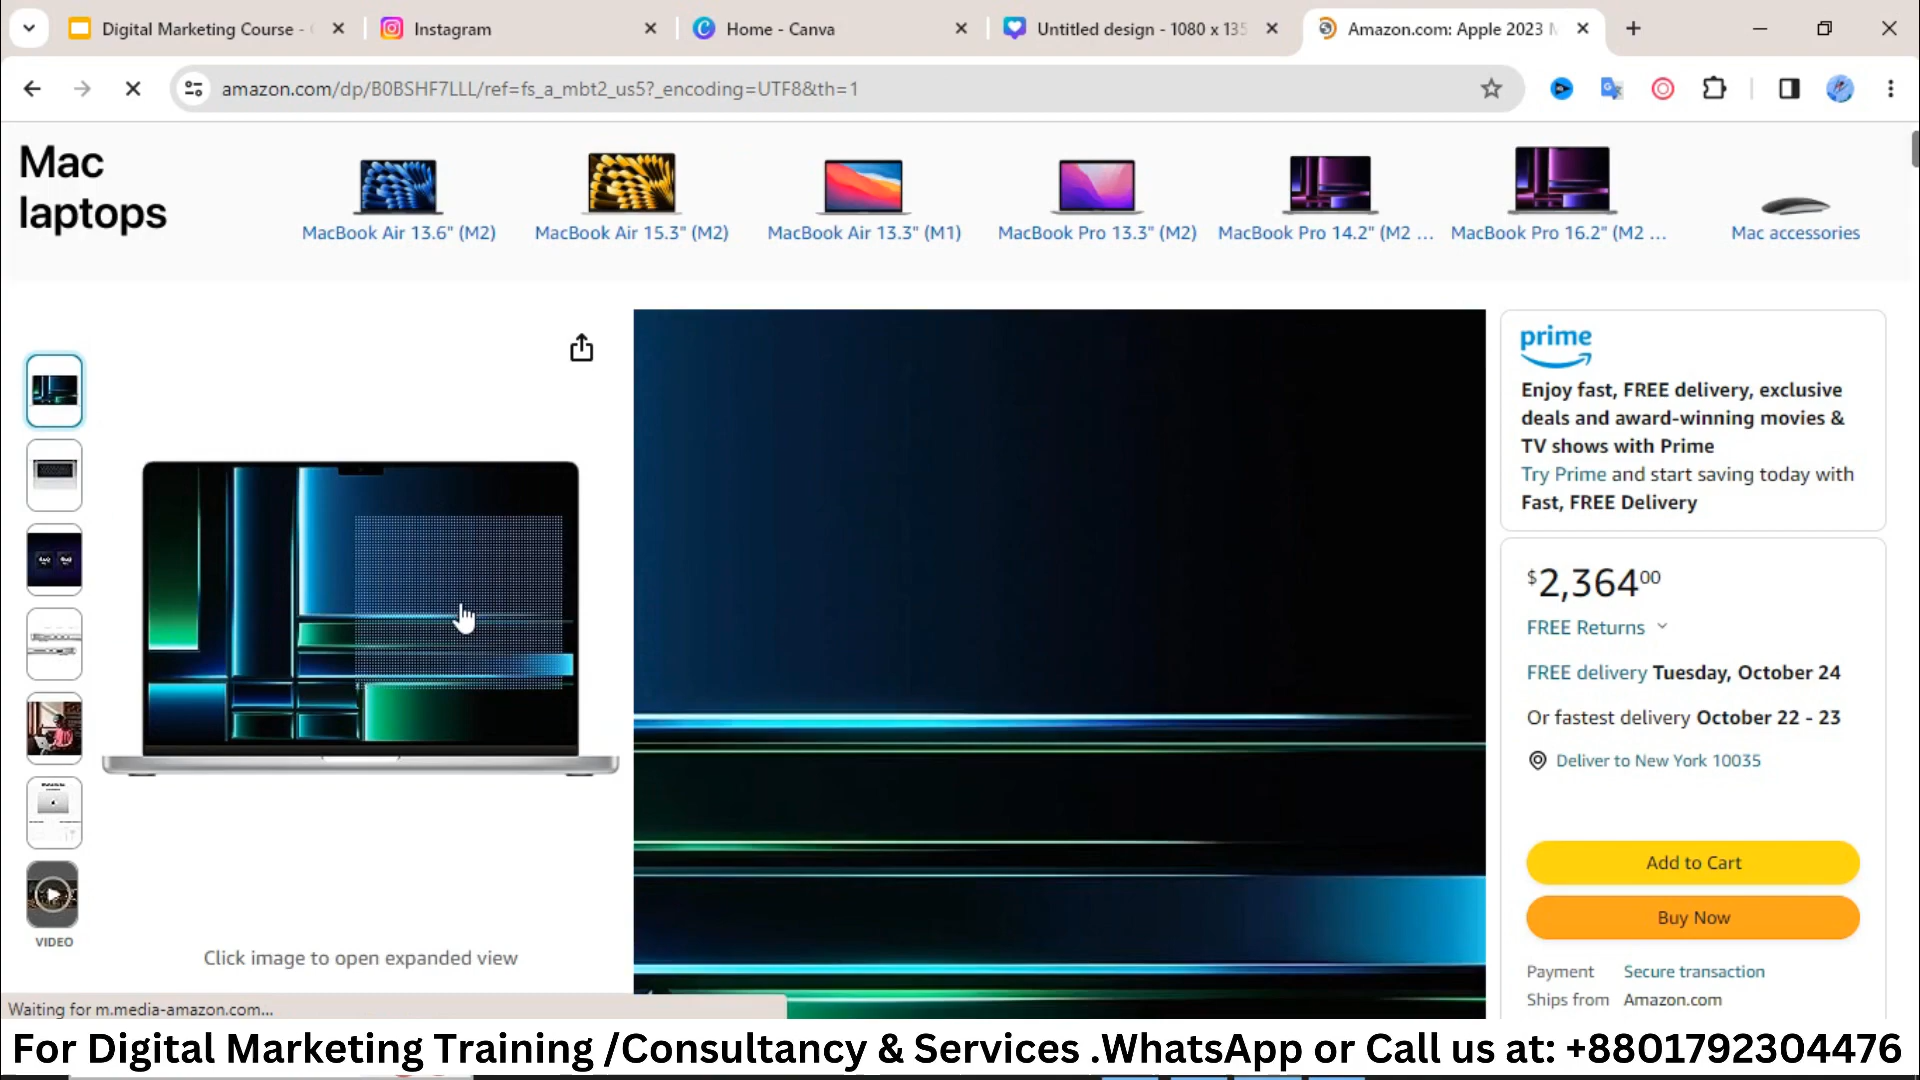 Digital Marketing Course -
Instagram
Home - Canva
Untitled design - 1080 x 135
Amazon.com: Apple 2023 M
amazon.com/dp/B0BSHF7LLL/ref=fs_a_mbt2_us5?_encoding=UTF8&th=1
Mac
laptops
MacBook Air 13.6" (M2)
MacBook Air 15.3" (M2)
MacBook Air 13.3" (M1)
MacBook Pro 13.3" (M2)
MacBook Pro 14.2" (M2 ...
MacBook Pro 16.2" (M2 ...
Mac accessories
prime
Enjoy fast, FREE delivery, exclusive
deals and award-winning movies &
TV shows with Prime
Try Prime and start saving today with
Fast, FREE Delivery
$2,36400
FREE Returns
FREE delivery Tuesday, October 24
Or fastest delivery October 22 - 23
Deliver to New York 10035
Add to Cart
Buy Now
Payment Secure transaction
Ships from Amazon.com
VIDEO
Click image to open expanded view
Waiting for m.media-amazon.com...
For Digital Marketing Training /Consultancy & Services .WhatsApp or Call us at: +8801792304476